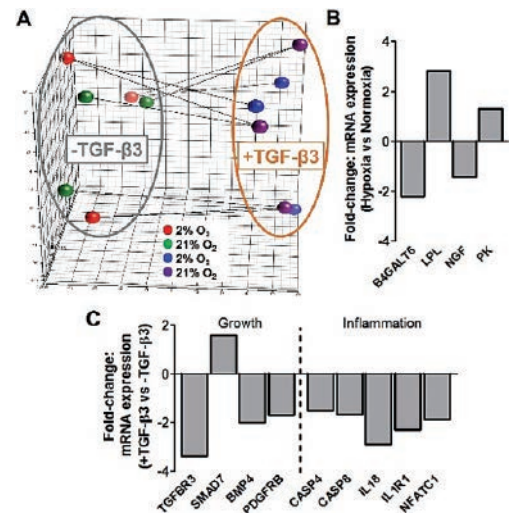 A
-TGF-β3
+TGF-β3
2% O₂
21% O₂
2% O₂
21% O₂
B
Fold-change: mRNA expression
(Hypoxia vs Normoxia)
4
2
0
-2
-4
B4GALT6
LPL
NGF
PK
C
Growth
Inflammation
Fold-change:
mRNA expression
(+TGF-β3 vs -TGF-β3)
2
0
-2
-4
TGFBR3
SMAD7
BMP4
PDGFRB
CASP4
CASP8
IL18
IL1R1
NFATC1